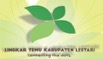 LINGKAR TEMU KABUPATEN LESTARI
connecting the dots